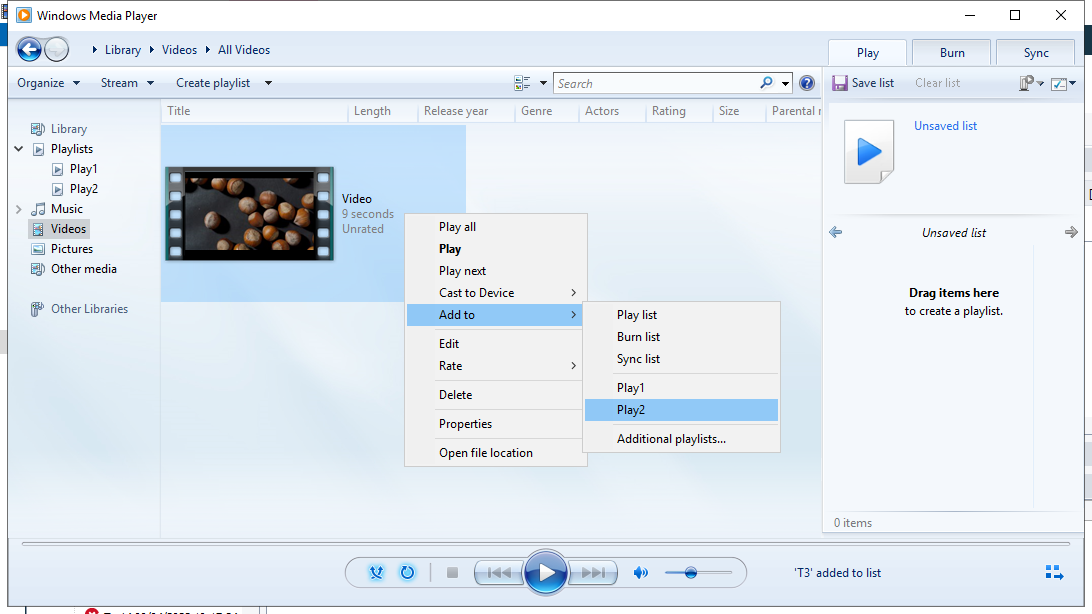 Windows Media Player
Library Videos All Videos
Play Burn Sync
Organize Stream Create playlist Search Save list Clear list
Title Length Release year Genre Actors Rating Size Parental
Unsaved list
Library
Playlists
Play1
Play2
Music
Videos
Pictures
Other media
Other Libraries
Video
9 seconds
Unrated
Play all
Play
Play next
Cast to Device
Add to
Edit
Rate
Delete
Properties
Open file location
Play list
Burn list
Sync list
Play1
Play2
Additional playlists...
Unsaved list
Drag items here
to create a playlist.
0 items
'T3' added to list